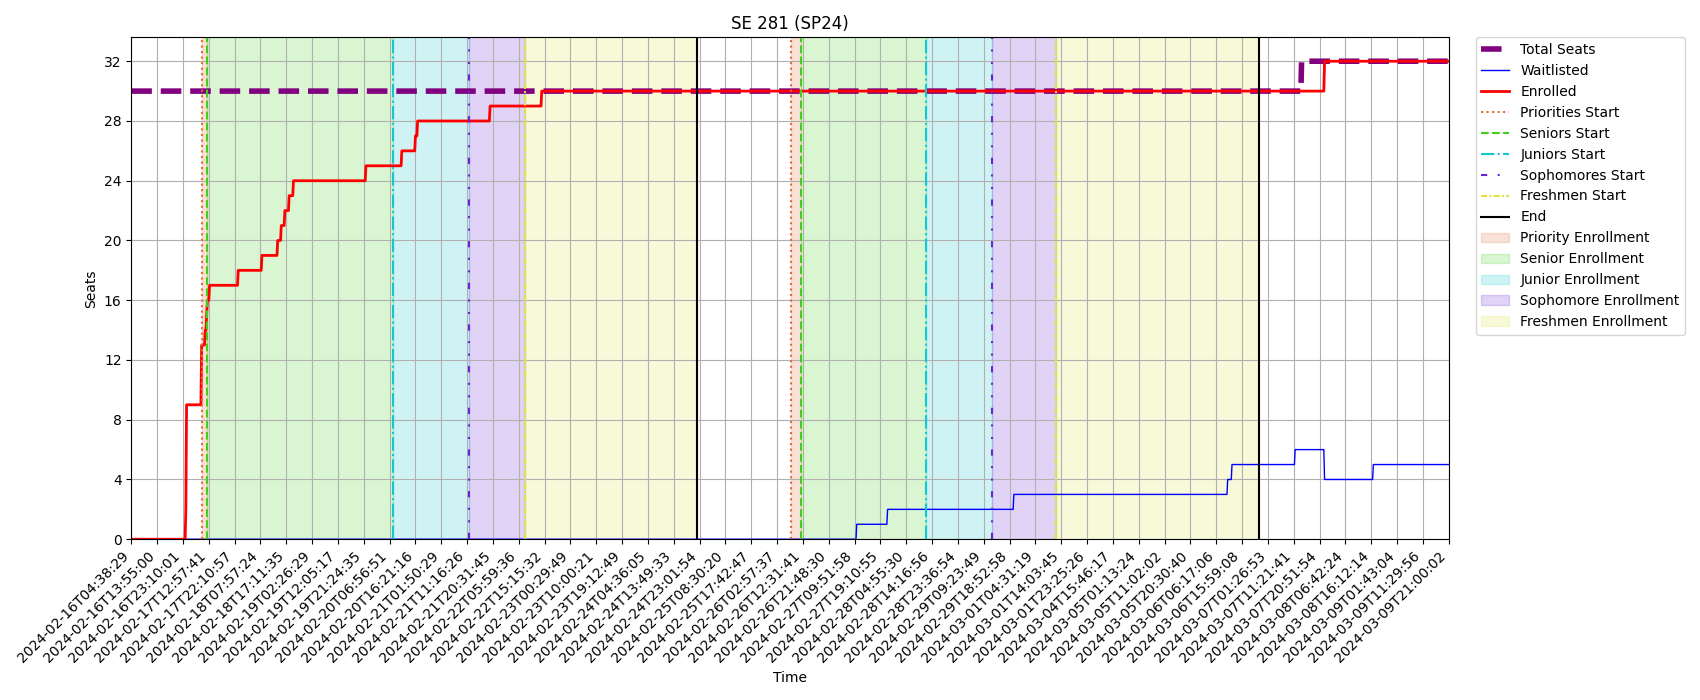 SE 281 (SP24)
Seats
32
28
24
20
16
12
8
4
0
2024-02-16T04:38:29
2024-02-16T13:55:00
2024-02-16T23:10:01
2024-02-17T12:57:41
2024-02-17T22:10:57
2024-02-18T07:57:24
2024-02-18T17:11:35
2024-02-19T02:26:29
2024-02-19T12:05:17
2024-02-19T21:24:35
2024-02-20T06:56:51
2024-02-20T16:21:16
2024-02-21T01:50:29
2024-02-21T11:16:26
2024-02-21T20:31:45
2024-02-22T05:59:36
2024-02-22T15:15:32
2024-02-23T00:29:49
2024-02-23T10:00:21
2024-02-23T19:12:49
2024-02-24T04:36:05
2024-02-24T13:49:33
2024-02-24T23:01:54
2024-02-25T08:30:20
2024-02-25T17:42:47
2024-02-26T02:57:37
2024-02-26T12:31:41
2024-02-26T21:48:30
2024-02-27T09:51:58
2024-02-27T19:10:55
2024-02-28T04:55:30
2024-02-28T14:16:56
2024-02-28T23:36:54
2024-02-29T09:23:49
2024-02-29T18:52:58
2024-03-01T04:31:19
2024-03-01T14:03:45
2024-03-01T23:25:26
2024-03-04T15:46:17
2024-03-05T01:13:24
2024-03-05T11:02:02
2024-03-05T20:30:40
2024-03-06T06:17:06
2024-03-06T15:59:08
2024-03-07T01:26:53
2024-03-07T11:21:41
2024-03-07T20:51:54
2024-03-08T06:42:24
2024-03-08T16:12:14
2024-03-09T01:43:04
2024-03-09T11:29:56
2024-03-09T21:00:02
Time
Total Seats
Waitlisted
Enrolled
Priorities Start
Seniors Start
Juniors Start
Sophomores Start
Freshmen Start
End
Priority Enrollment
Senior Enrollment
Junior Enrollment
Sophomore Enrollment
Freshmen Enrollment